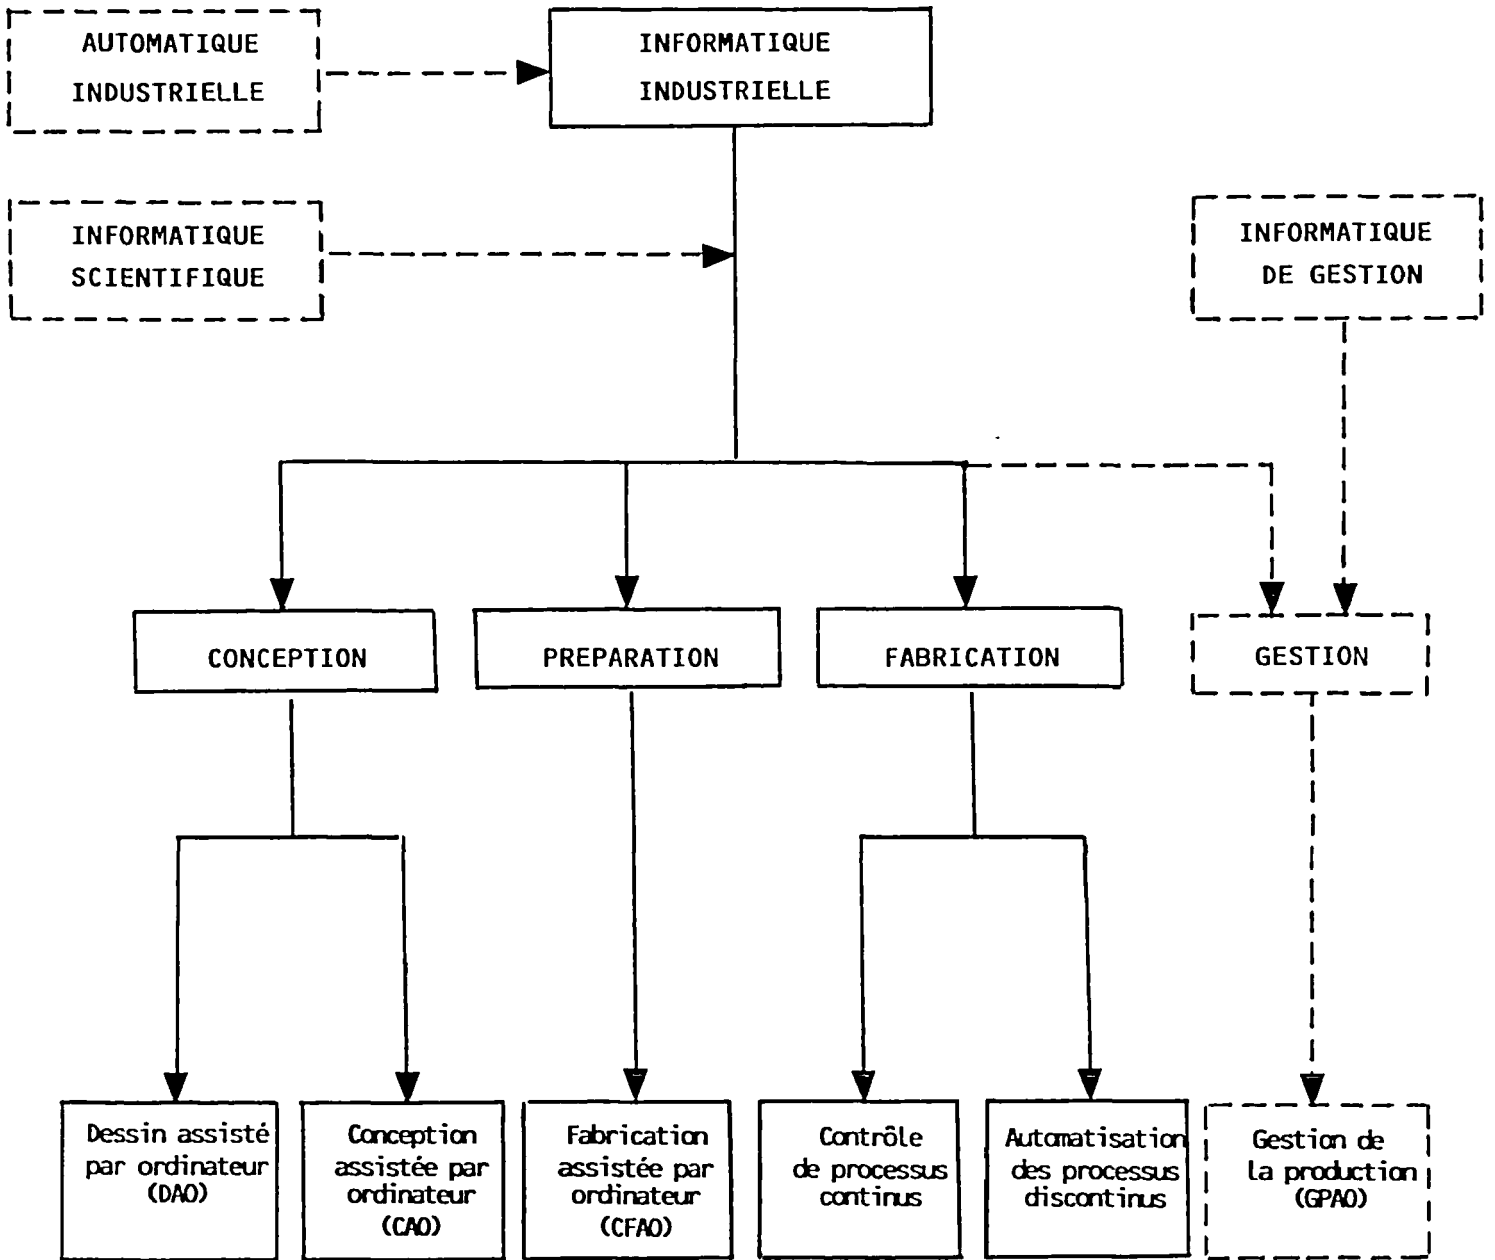 AUTOMATIQUE
INDUSTRIELLE
INFORMATIQUE
INDUSTRIELLE
INFORMATIQUE
SCIENTIFIQUE
INFORMATIQUE
DE GESTION
CONCEPTION
PREPARATION
FABRICATION
GESTION
Dessin assisté
par ordinateur
(DAO)
Conception
assistée par
ordinateur
(CAO)
Fabrication
assistée par
ordinateur
(CFAO)
Contrôle
de processus
continus
Automatisation
des processus
discontinus
Gestion de
la production
(GPAO)